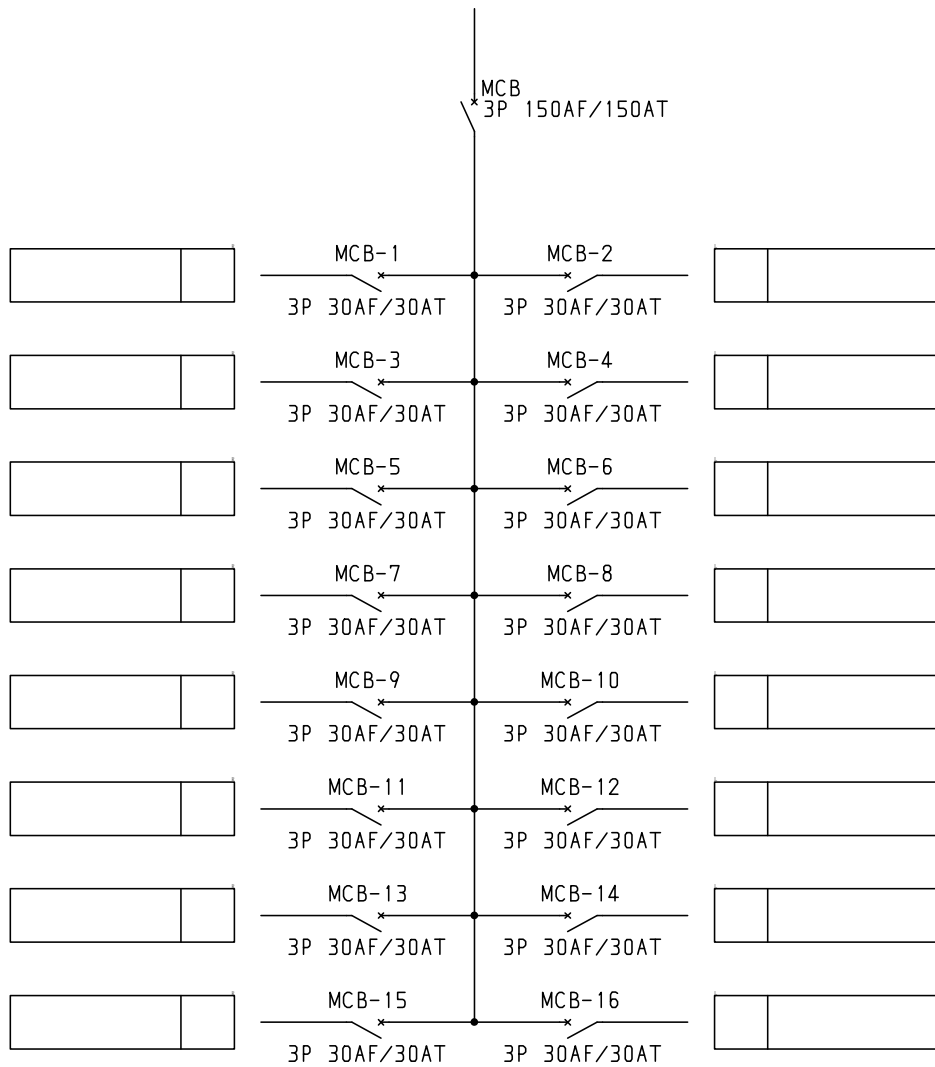 MCB
3P 150AF/150AT
MCB-1
MCB-2
3P 30AF/30AT
3P 30AF/30AT
MCB-3
MCB-4
3P 30AF/30AT
3P 30AF/30AT
MCB-5
MCB-6
3P 30AF/30AT
3P 30AF/30AT
MCB-7
MCB-8
3P 30AF/30AT
3P 30AF/30AT
MCB-9
MCB-10
3P 30AF/30AT
3P 30AF/30AT
MCB-11
MCB-12
3P 30AF/30AT
3P 30AF/30AT
MCB-13
MCB-14
3P 30AF/30AT
3P 30AF/30AT
MCB-15
MCB-16
3P 30AF/30AT
3P 30AF/30AT